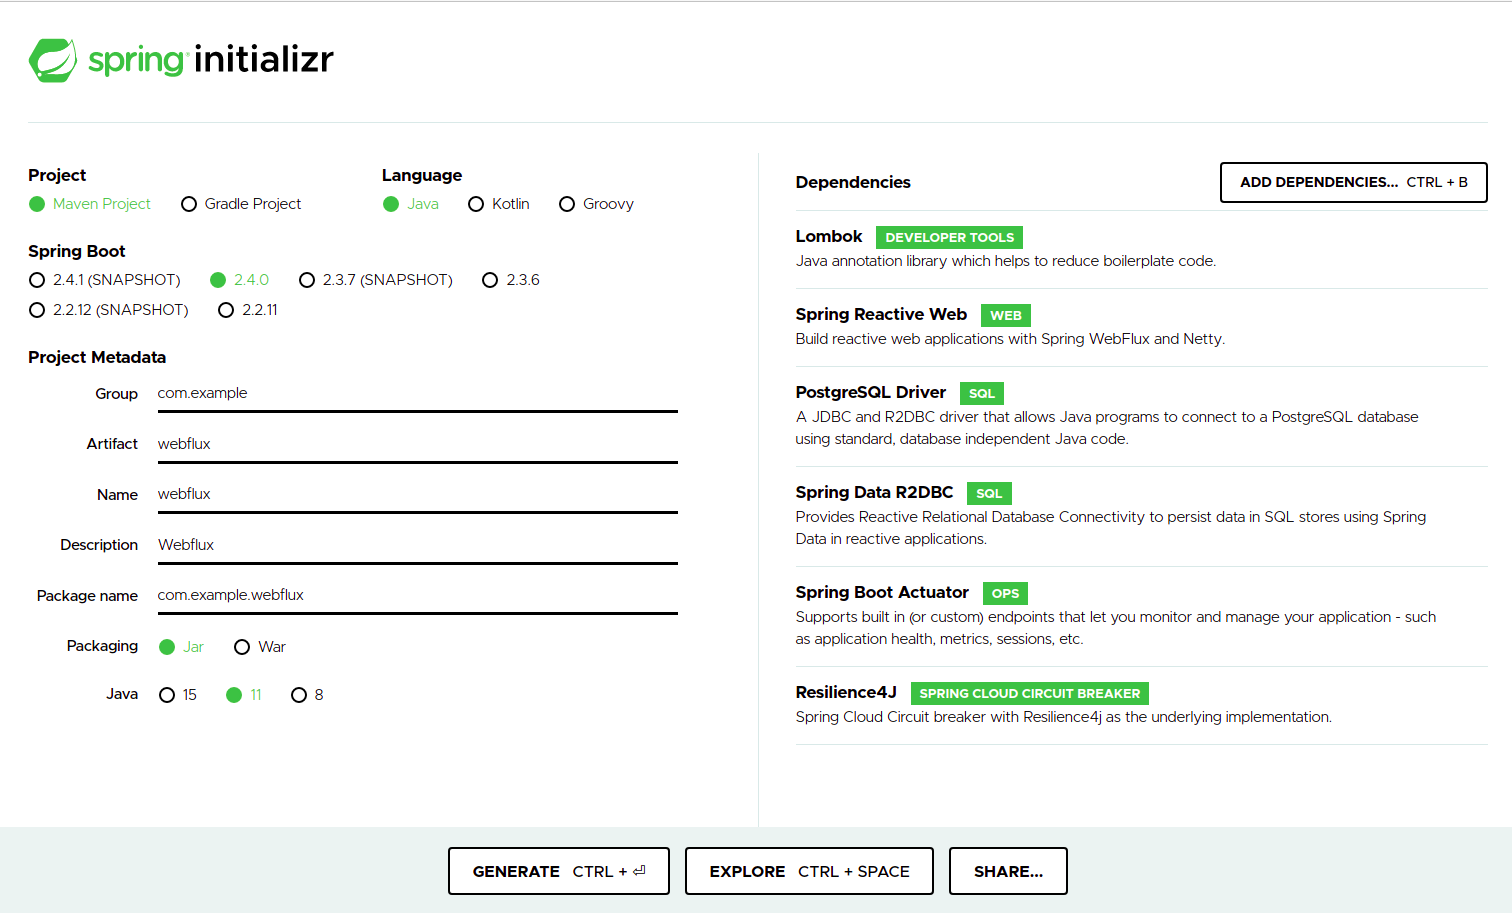 spring initializr
Project
Maven Project Gradle Project
Language
Java Kotlin Groovy
Spring Boot
2.4.1 (SNAPSHOT) 2.4.0 2.3.7 (SNAPSHOT) 2.3.6
2.2.12 (SNAPSHOT) 2.2.11
Project Metadata
Group com.example
Artifact webflux
Name webflux
Description Webflux
Package name com.example.webflux
Packaging Jar War
Java 15 11 8
Dependencies
ADD DEPENDENCIES... CTRL + B
Lombok DEVELOPER TOOLS
Java annotation library which helps to reduce boilerplate code.
Spring Reactive Web WEB
Build reactive web applications with Spring WebFlux and Netty.
PostgreSQL Driver SQL
A JDBC and R2DBC driver that allows Java programs to connect to a PostgreSQL database
using standard, database independent Java code.
Spring Data R2DBC SQL
Provides Reactive Relational Database Connectivity to persist data in SQL stores using Spring
Data in reactive applications.
Spring Boot Actuator OPS
Supports built in (or custom) endpoints that let you monitor and manage your application - such
as application health, metrics, sessions, etc.
Resilience4J SPRING CLOUD CIRCUIT BREAKER
Spring Cloud Circuit breaker with Resilience4j as the underlying implementation.
GENERATE CTRL + ⏎
EXPLORE CTRL + SPACE
SHARE...